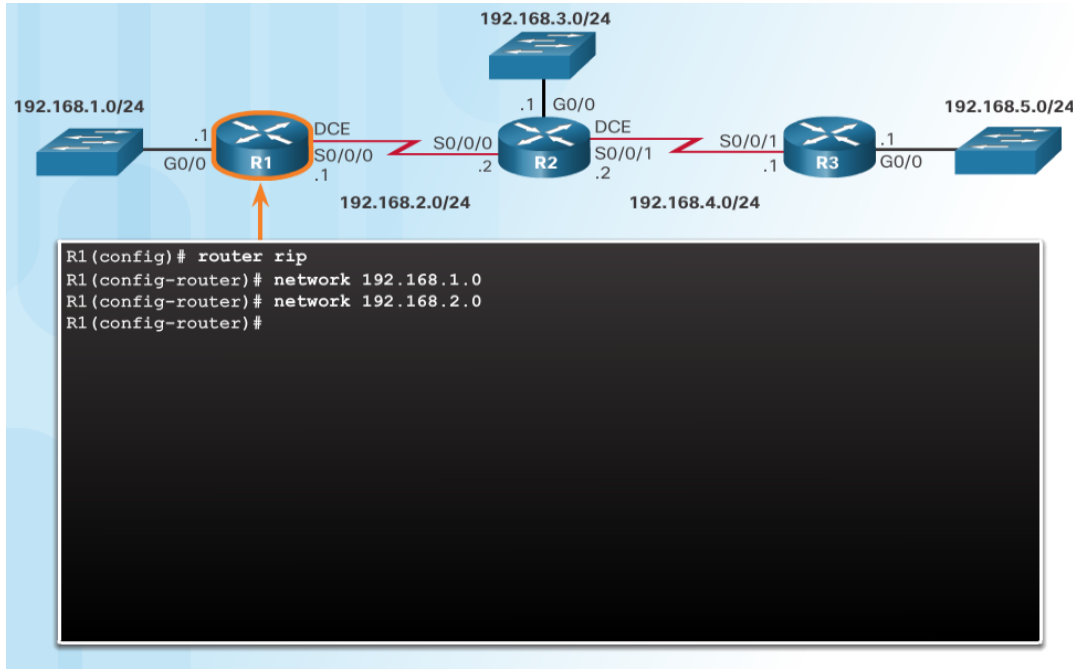 192.168.3.0/24
192.168.1.0/24
192.168.5.0/24
.1 G0/0
.1 DCE
DCE
.1
G0/0 R1 S0/0/0
S0/0/0 R2 S0/0/1
S0/0/1 R3 G0/0
.1
.2
.2
.1
192.168.2.0/24
192.168.4.0/24
R1(config)# router rip
R1(config-router)# network 192.168.1.0
R1(config-router)# network 192.168.2.0
R1(config-router)#